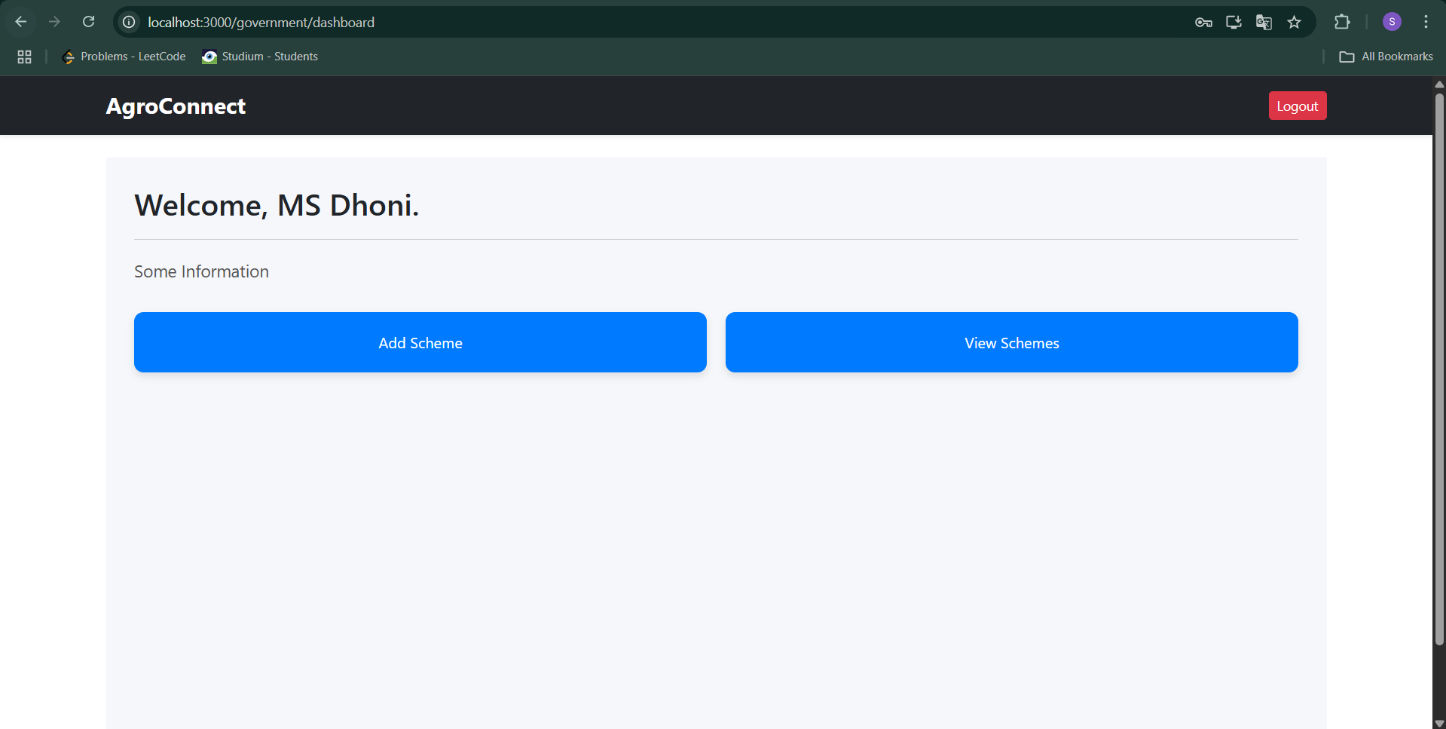 localhost:3000/government/dashboard
S
Problems - LeetCode
Studium - Students
All Bookmarks
AgroConnect
Logout
Welcome, MS Dhoni.
Some Information
Add Scheme
View Schemes